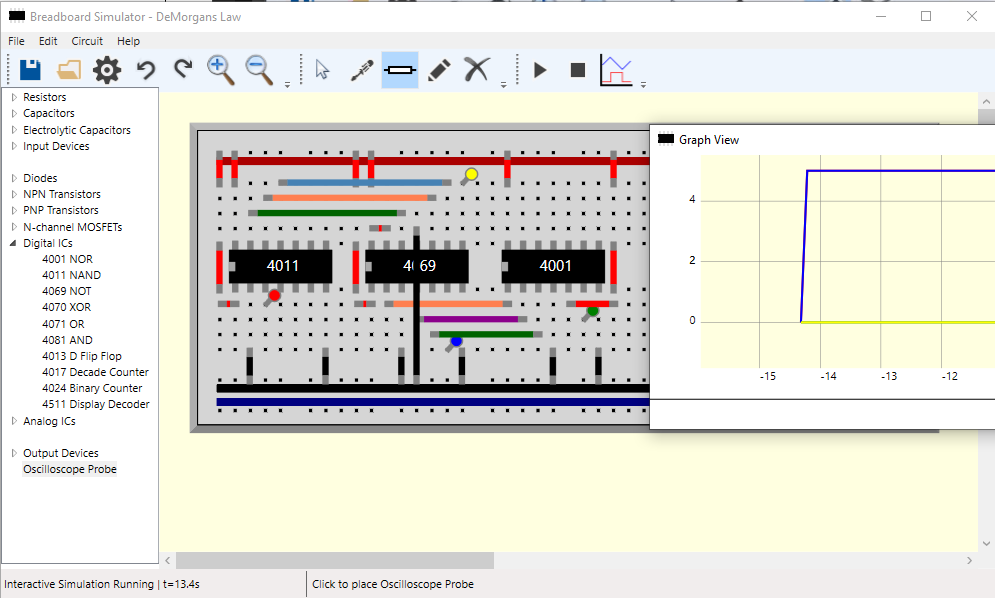 Breadboard Simulator - DeMorgans Law
File Edit Circuit Help
Resistors
Capacitors
Electrolytic Capacitors
Input Devices
Diodes
NPN Transistors
PNP Transistors
N-channel MOSFETs
Digital ICs
4001 NOR
4011 NAND
4069 NOT
4070 XOR
4071 OR
4081 AND
4013 D Flip Flop
4017 Decade Counter
4024 Binary Counter
4511 Display Decoder
Analog ICs
Output Devices
Oscilloscope Probe
4011
4069
4001
Graph View
4
2
0
-15 -14 -13 -12
Interactive Simulation Running | t=13.4s
Click to place Oscilloscope Probe